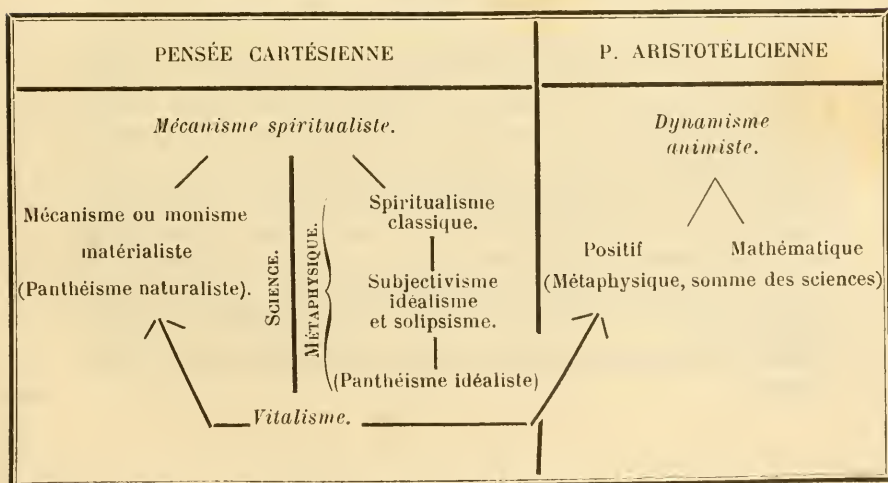 PENSÉE CARTÉSIENNE
P. ARISTOTÉLICIENNE
Mécanisme spiritualiste.
Mécanisme ou monisme
matérialiste
(Panthéisme naturaliste).
SCIENCE.
MÉTAPHYSIQUE.
Spiritualisme
classique.
Subjectivisme
idéalisme
et solipsisme.
(Panthéisme idéaliste)
Vitalisme.
Dynamisme
animiste.
Positif Mathématique
(Métaphysique, somme des sciences)